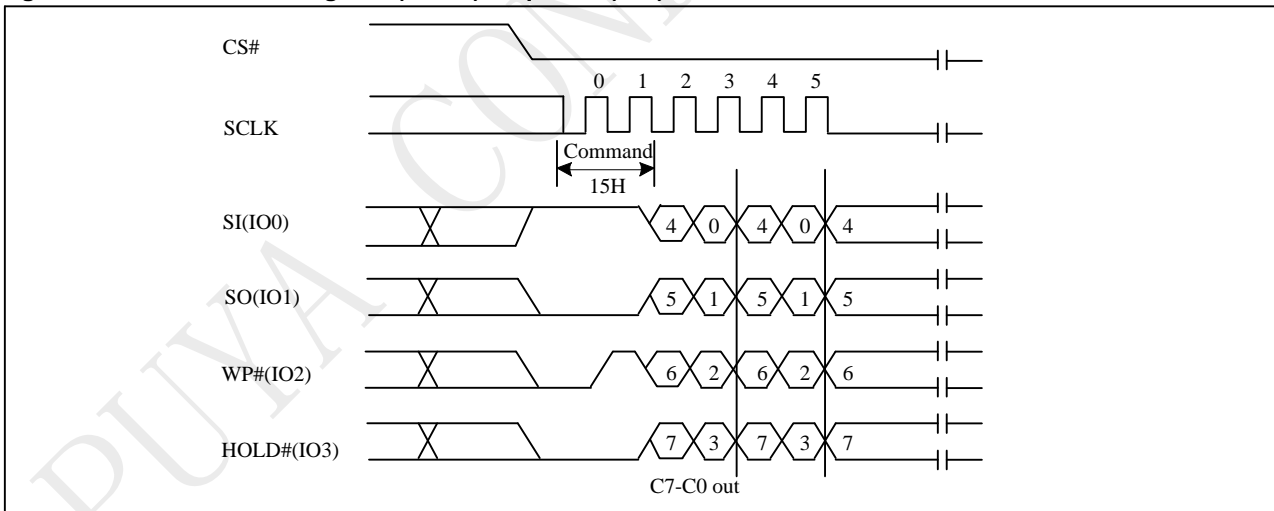 CS#
0 1 2 3 4 5
SCLK
Command
15H
SI(IO0)
4 0 4 0 4
SO(IO1)
5 1 5 1 5
WP#(IO2)
6 2 6 2 6
HOLD#(IO3)
7 3 7 3 7
C7-C0 out
PUYA